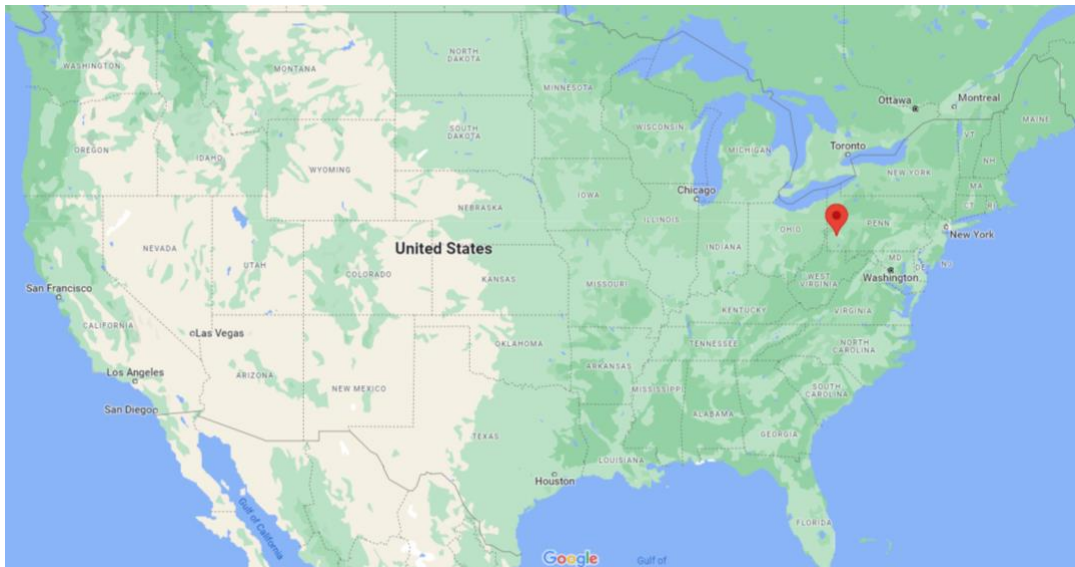 WASHINGTON
MONTANA
NORTH
DAKOTA
MINNESOTA
Ottawa
Montreal
MAINE
OREGON
IDAHO
SOUTH
DAKOTA
WISCONSIN
MICHIGAN
Toronto
VT
NH
WYOMING
NEW YORK
MA
CT
RI
IOWA
Chicago
NEBRASKA
ILLINOIS
INDIANA
OHIO
PENN
New York
NEVADA
UTAH
COLORADO
United States
KANSAS
MISSOURI
WEST
VIRGINIA
MD
DE
NJ
Washington
San Francisco
CALIFORNIA
Las Vegas
KENTUCKY
VIRGINIA
OKLAHOMA
TENNESSEE
NORTH
CAROLINA
Los Angeles
ARIZONA
NEW MEXICO
ARKANSAS
MISSISSIPPI
SOUTH
CAROLINA
San Diego
ALABAMA
GEORGIA
TEXAS
LOUISIANA
Houston
Gulf of California
FLORIDA
Google
Gulf of